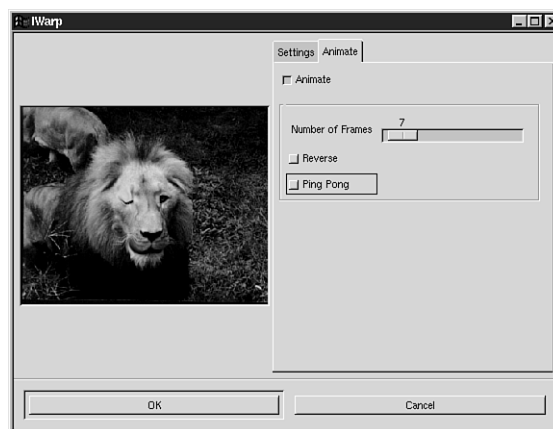 IWarp
Settings Animate
Animate
7
Number of Frames
Reverse
Ping Pong
OK Cancel